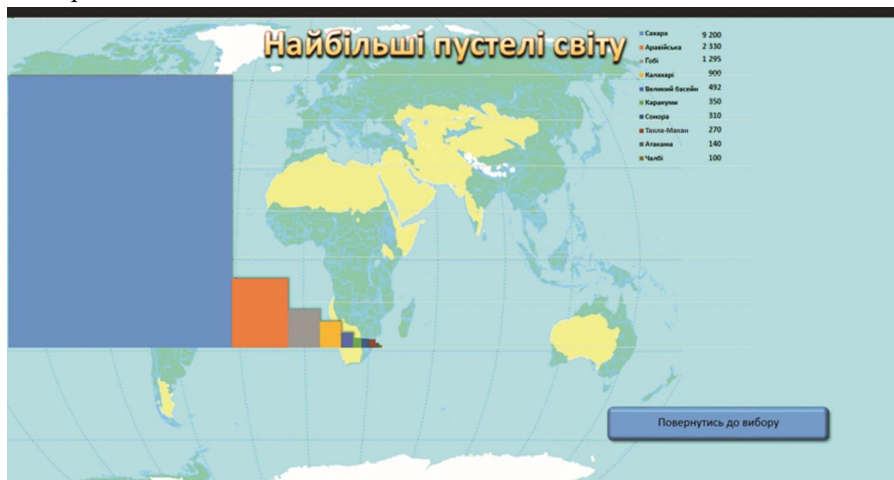 Найбільші пустелі світу
Сахара 9 200
Аравійська 2 330
Гобі 1 295
Калахарі 900
Великий басейн 492
Каракуми 350
Сонора 310
Такла-Макан 270
Атакама 140
Чалбі 100
Повернутись до вибору